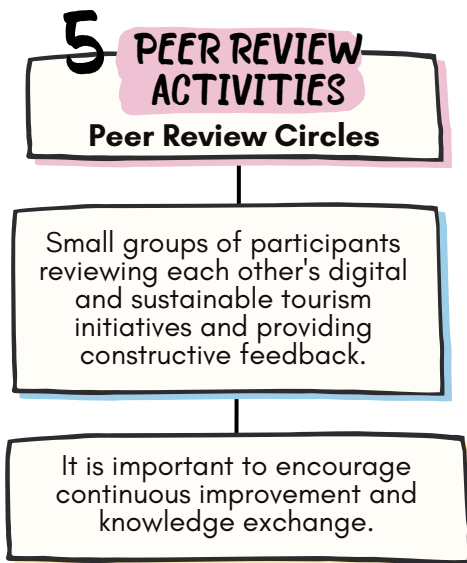 5 PEER REVIEW
ACTIVITIES
Peer Review Circles
Small groups of participants
reviewing each other's digital
and sustainable tourism
initiatives and providing
constructive feedback.
It is important to encourage
continuous improvement and
knowledge exchange.